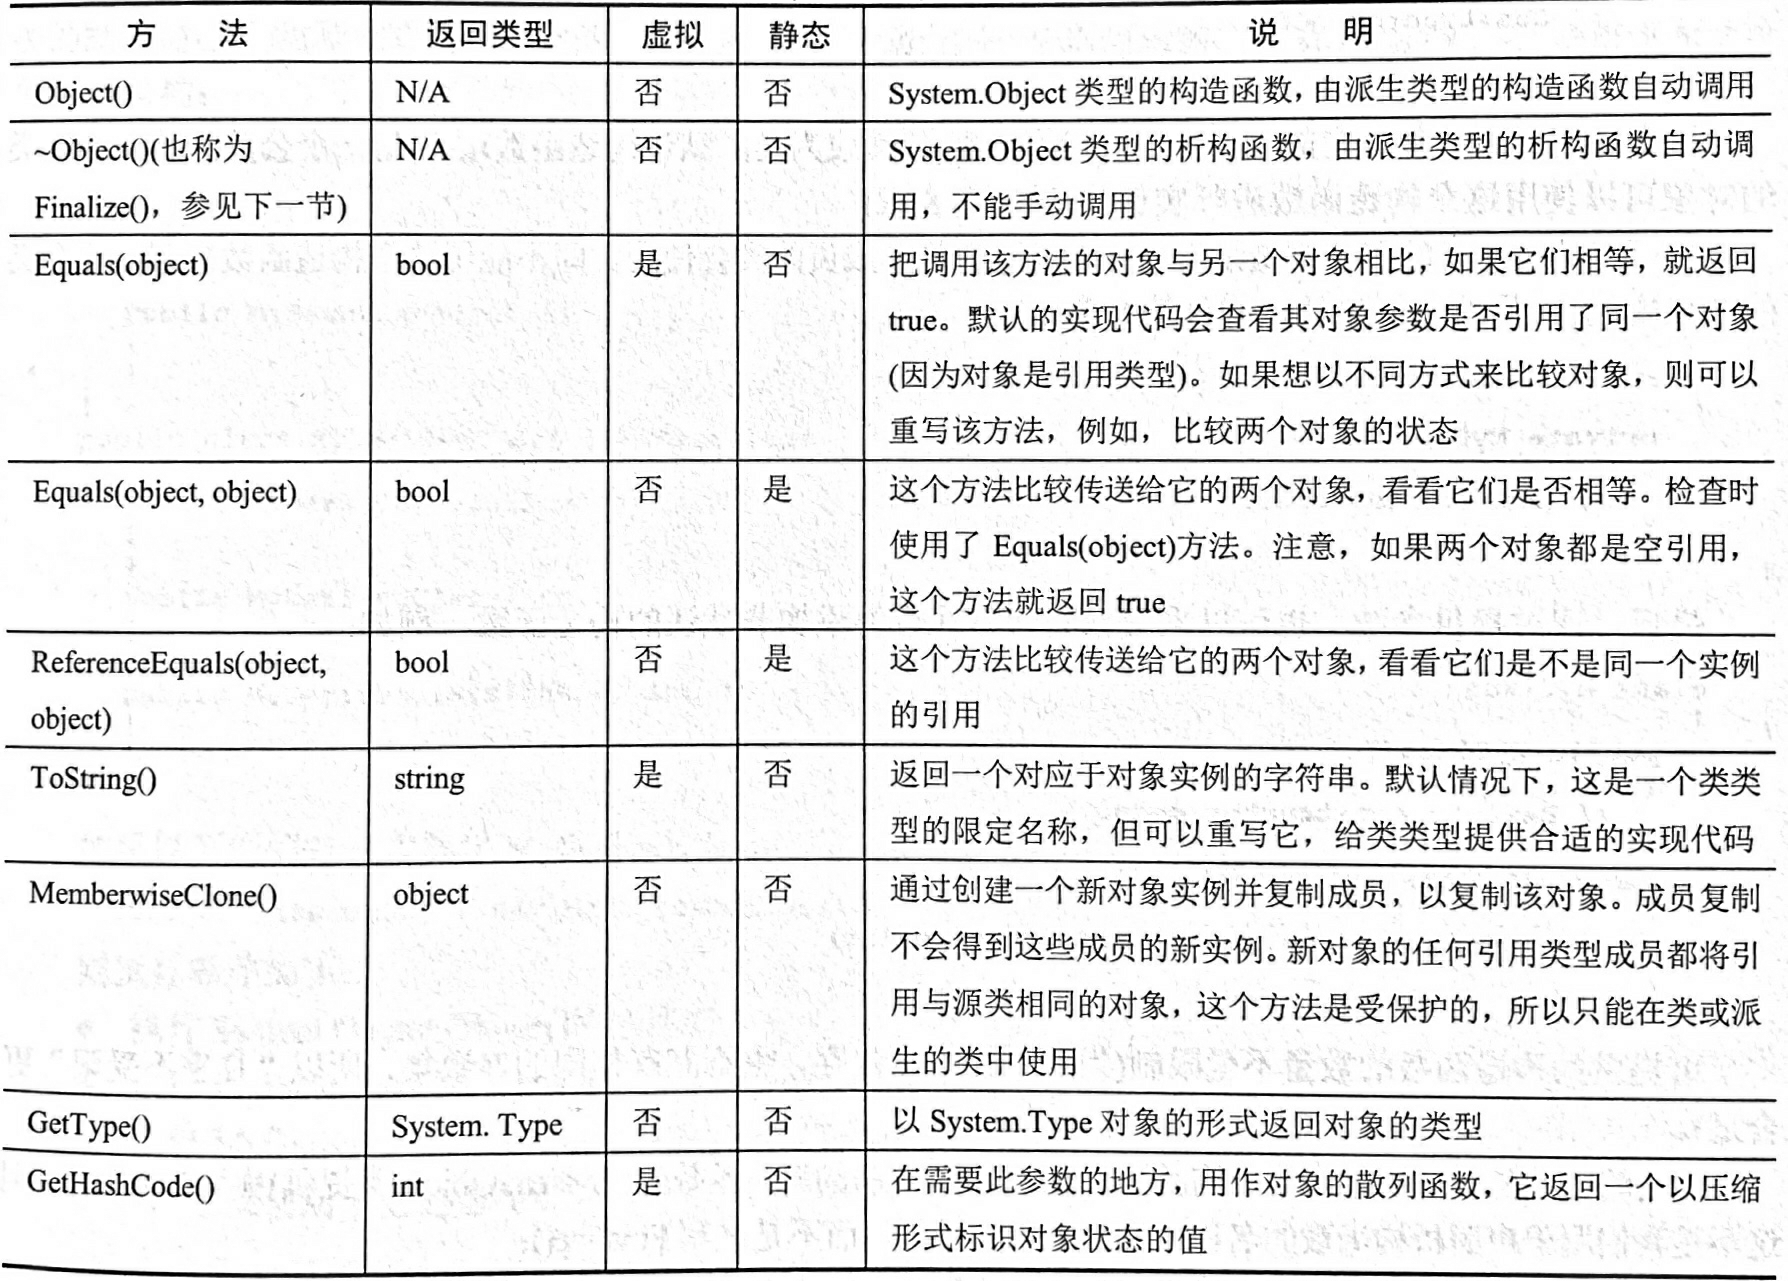 方 法 返回类型 虚拟 静态 说 明
Object() N/A 否 否 System.Object 类型的构造函数，由派生类型的构造函数自动调用
~Object()(也称为 N/A 否 否 System.Object 类型的析构函数，由派生类型的析构函数自动调
Finalize()，参见下一节) 用，不能手动调用
Equals(object) bool 是 否 把调用该方法的对象与另一个对象相比，如果它们相等，就返回
true。默认的实现代码会查看其对象参数是否引用了同一个对象
(因为对象是引用类型)。如果想以不同方式来比较对象，则可以
重写该方法，例如，比较两个对象的状态
Equals(object, object) bool 否 是 这个方法比较传送给它的两个对象，看看它们是否相等。检查时
使用了 Equals(object)方法。注意，如果两个对象都是空引用，
这个方法就返回 true
ReferenceEquals(object, bool 否 是 这个方法比较传送给它的两个对象，看看它们是不是同一个实例
object) 的引用
ToString() string 是 否 返回一个对应于对象实例的字符串。默认情况下，这是一个类类
型的限定名称，但可以重写它，给类类型提供合适的实现代码
MemberwiseClone() object 否 否 通过创建一个新对象实例并复制成员，以复制该对象。成员复制
不会得到这些成员的新实例。新对象的任何引用类型成员都将引
用与源类相同的对象，这个方法是受保护的，所以只能在类或派
生的类中使用
GetType() System. Type 否 否 以 System.Type 对象的形式返回对象的类型
GetHashCode() int 是 否 在需要此参数的地方，用作对象的散列函数，它返回一个以压缩
形式标识对象状态的值